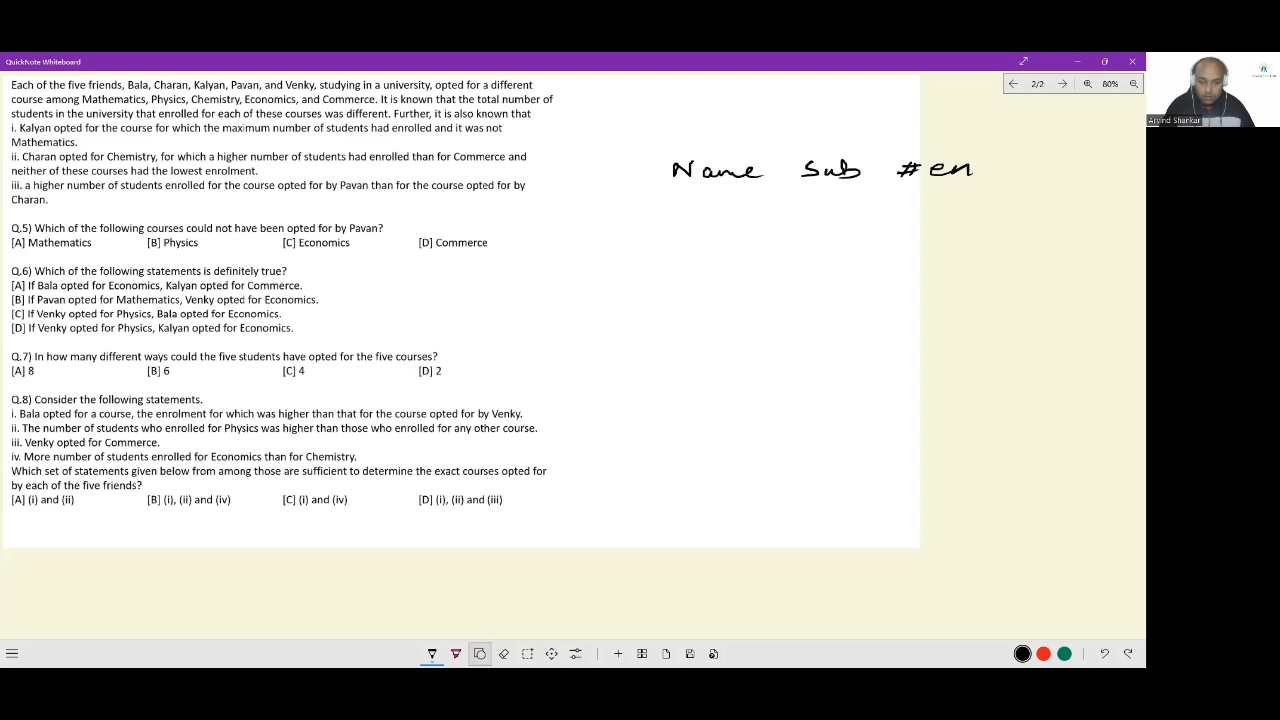 QuickNote Whiteboard
2/2
80%
Arvind Shankar
Each of the five friends, Bala, Charan, Kalyan, Pavan, and Venky, studying in a university, opted for a different
course among Mathematics, Physics, Chemistry, Economics, and Commerce. It is known that the total number of
students in the university that enrolled for each of these courses was different. Further, it is also known that
i. Kalyan opted for the course for which the maximum number of students had enrolled and it was not
Mathematics.
ii. Charan opted for Chemistry, for which a higher number of students had enrolled than for Commerce and
neither of these courses had the lowest enrolment.
iii. a higher number of students enrolled for the course opted for by Pavan than for the course opted for by
Charan.
Name Sub #en
Q.5) Which of the following courses could not have been opted for by Pavan?
[A] Mathematics [B] Physics [C] Economics [D] Commerce
Q.6) Which of the following statements is definitely true?
[A] If Bala opted for Economics, Kalyan opted for Commerce.
[B] If Pavan opted for Mathematics, Venky opted for Economics.
[C] If Venky opted for Physics, Bala opted for Economics.
[D] If Venky opted for Physics, Kalyan opted for Economics.
Q.7) In how many different ways could the five students have opted for the five courses?
[A] 8 [B] 6 [C] 4 [D] 2
Q.8) Consider the following statements.
i. Bala opted for a course, the enrolment for which was higher than that for the course opted for by Venky.
ii. The number of students who enrolled for Physics was higher than those who enrolled for any other course.
iii. Venky opted for Commerce.
iv. More number of students enrolled for Economics than for Chemistry.
Which set of statements given below from among those are sufficient to determine the exact courses opted for
by each of the five friends?
[A] (i) and (ii) [B] (i), (ii) and (iv) [C] (i) and (iv) [D] (i), (ii) and (iii)